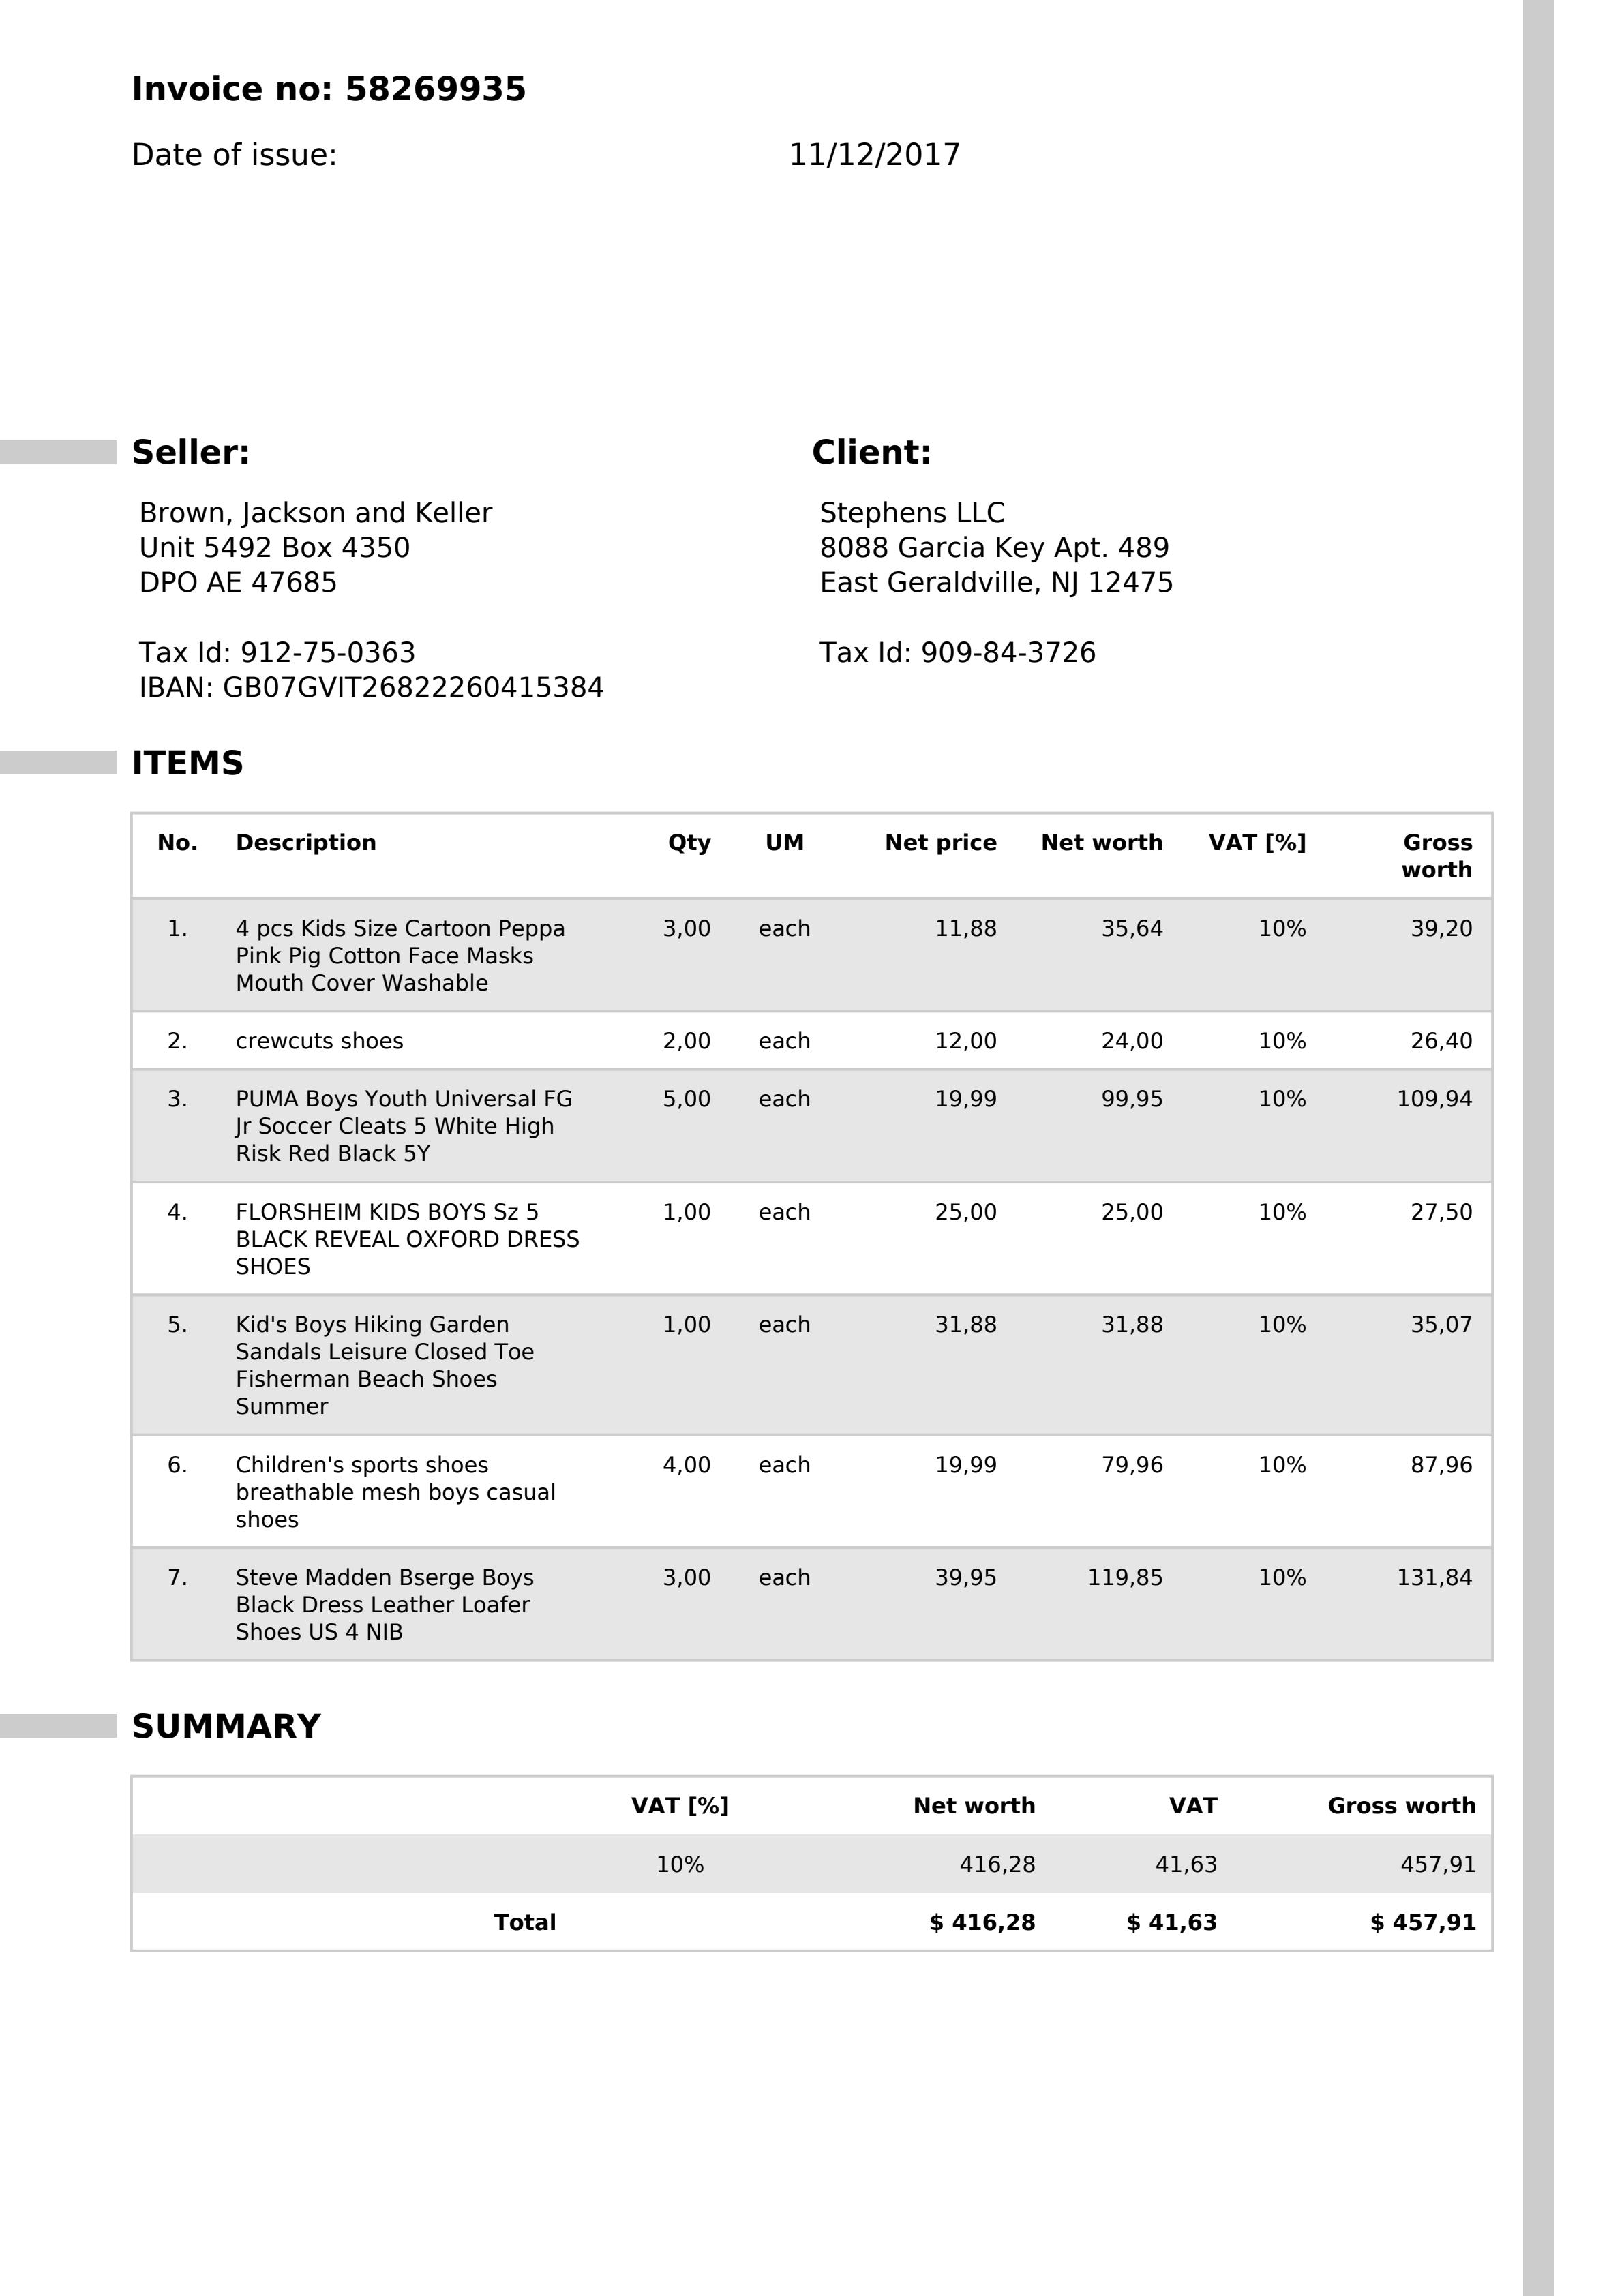 Invoice no: 58269935
Date of issue: 11/12/2017
Seller:
Brown, Jackson and Keller
Unit 5492 Box 4350
DPO AE 47685
Tax Id: 912-75-0363
IBAN: GB07GVIT26822260415384
Client:
Stephens LLC
8088 Garcia Key Apt. 489
East Geraldville, NJ 12475
Tax Id: 909-84-3726
ITEMS
No. Description Qty UM Net price Net worth VAT [%] Gross
worth
1. 4 pcs Kids Size Cartoon Peppa 3,00 each 11,88 35,64 10% 39,20
Pink Pig Cotton Face Masks
Mouth Cover Washable
2. crewcuts shoes 2,00 each 12,00 24,00 10% 26,40
3. PUMA Boys Youth Universal FG 5,00 each 19,99 99,95 10% 109,94
Jr Soccer Cleats 5 White High
Risk Red Black 5Y
4. FLORSHEIM KIDS BOYS Sz 5 1,00 each 25,00 25,00 10% 27,50
BLACK REVEAL OXFORD DRESS
SHOES
5. Kid's Boys Hiking Garden 1,00 each 31,88 31,88 10% 35,07
Sandals Leisure Closed Toe
Fisherman Beach Shoes
Summer
6. Children's sports shoes 4,00 each 19,99 79,96 10% 87,96
breathable mesh boys casual
shoes
7. Steve Madden Bserge Boys 3,00 each 39,95 119,85 10% 131,84
Black Dress Leather Loafer
Shoes US 4 NIB
SUMMARY
VAT [%] Net worth VAT Gross worth
10% 416,28 41,63 457,91
Total $ 416,28 $ 41,63 $ 457,91